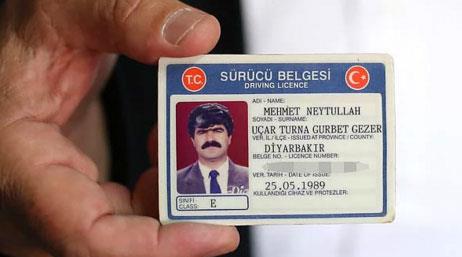 T.C.
SÜRÜCÜ BELGESİ
DRIVING LICENCE
ADI - NAME:
MEHMET NEYTULLAH
SOYADI - SURNAME:
UÇAR TURNA GURBET GEZER
VER. İL / İLÇE - ISSUED AT PROVINCE / COUNTY:
DİYARBAKIR
BELGE NO. - LICENCE NUMBER:
VER. TARİH - DATE OF ISSUE:
25.05.1989
KULLANDIĞI CİHAZ VE PROTEZLER:
SINIFI
CLASS:
E